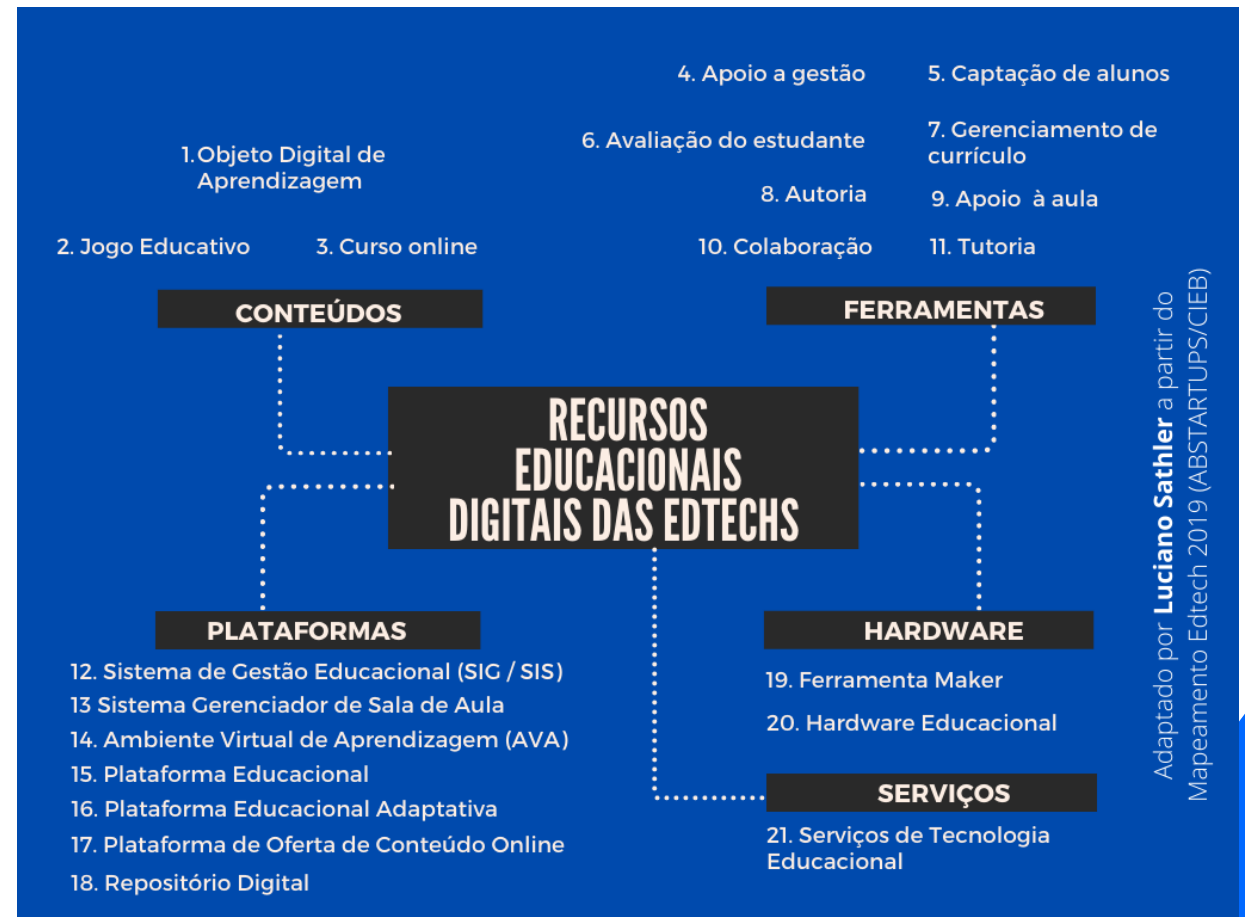 4. Apoio a gestão
5. Captação de alunos
1.Objeto Digital de
Aprendizagem
6. Avaliação do estudante
7. Gerenciamento de
currículo
8. Autoria
9. Apoio à aula
2. Jogo Educativo
3. Curso online
10. Colaboração
11. Tutoria
CONTEÚDOS
FERRAMENTAS
RECURSOS
EDUCACIONAIS
DIGITAIS DAS EDTECHS
PLATAFORMAS
12. Sistema de Gestão Educacional (SIG / SIS)
13 Sistema Gerenciador de Sala de Aula
14. Ambiente Virtual de Aprendizagem (AVA)
15. Plataforma Educacional
16. Plataforma Educacional Adaptativa
17. Plataforma de Oferta de Conteúdo Online
18. Repositório Digital
HARDWARE
19. Ferramenta Maker
20. Hardware Educacional
SERVIÇOS
21. Serviços de Tecnologia
Educacional
Adaptado por Luciano Sathler a partir do
Mapeamento Edtech 2019 (ABSTARTUPS/CIEB)